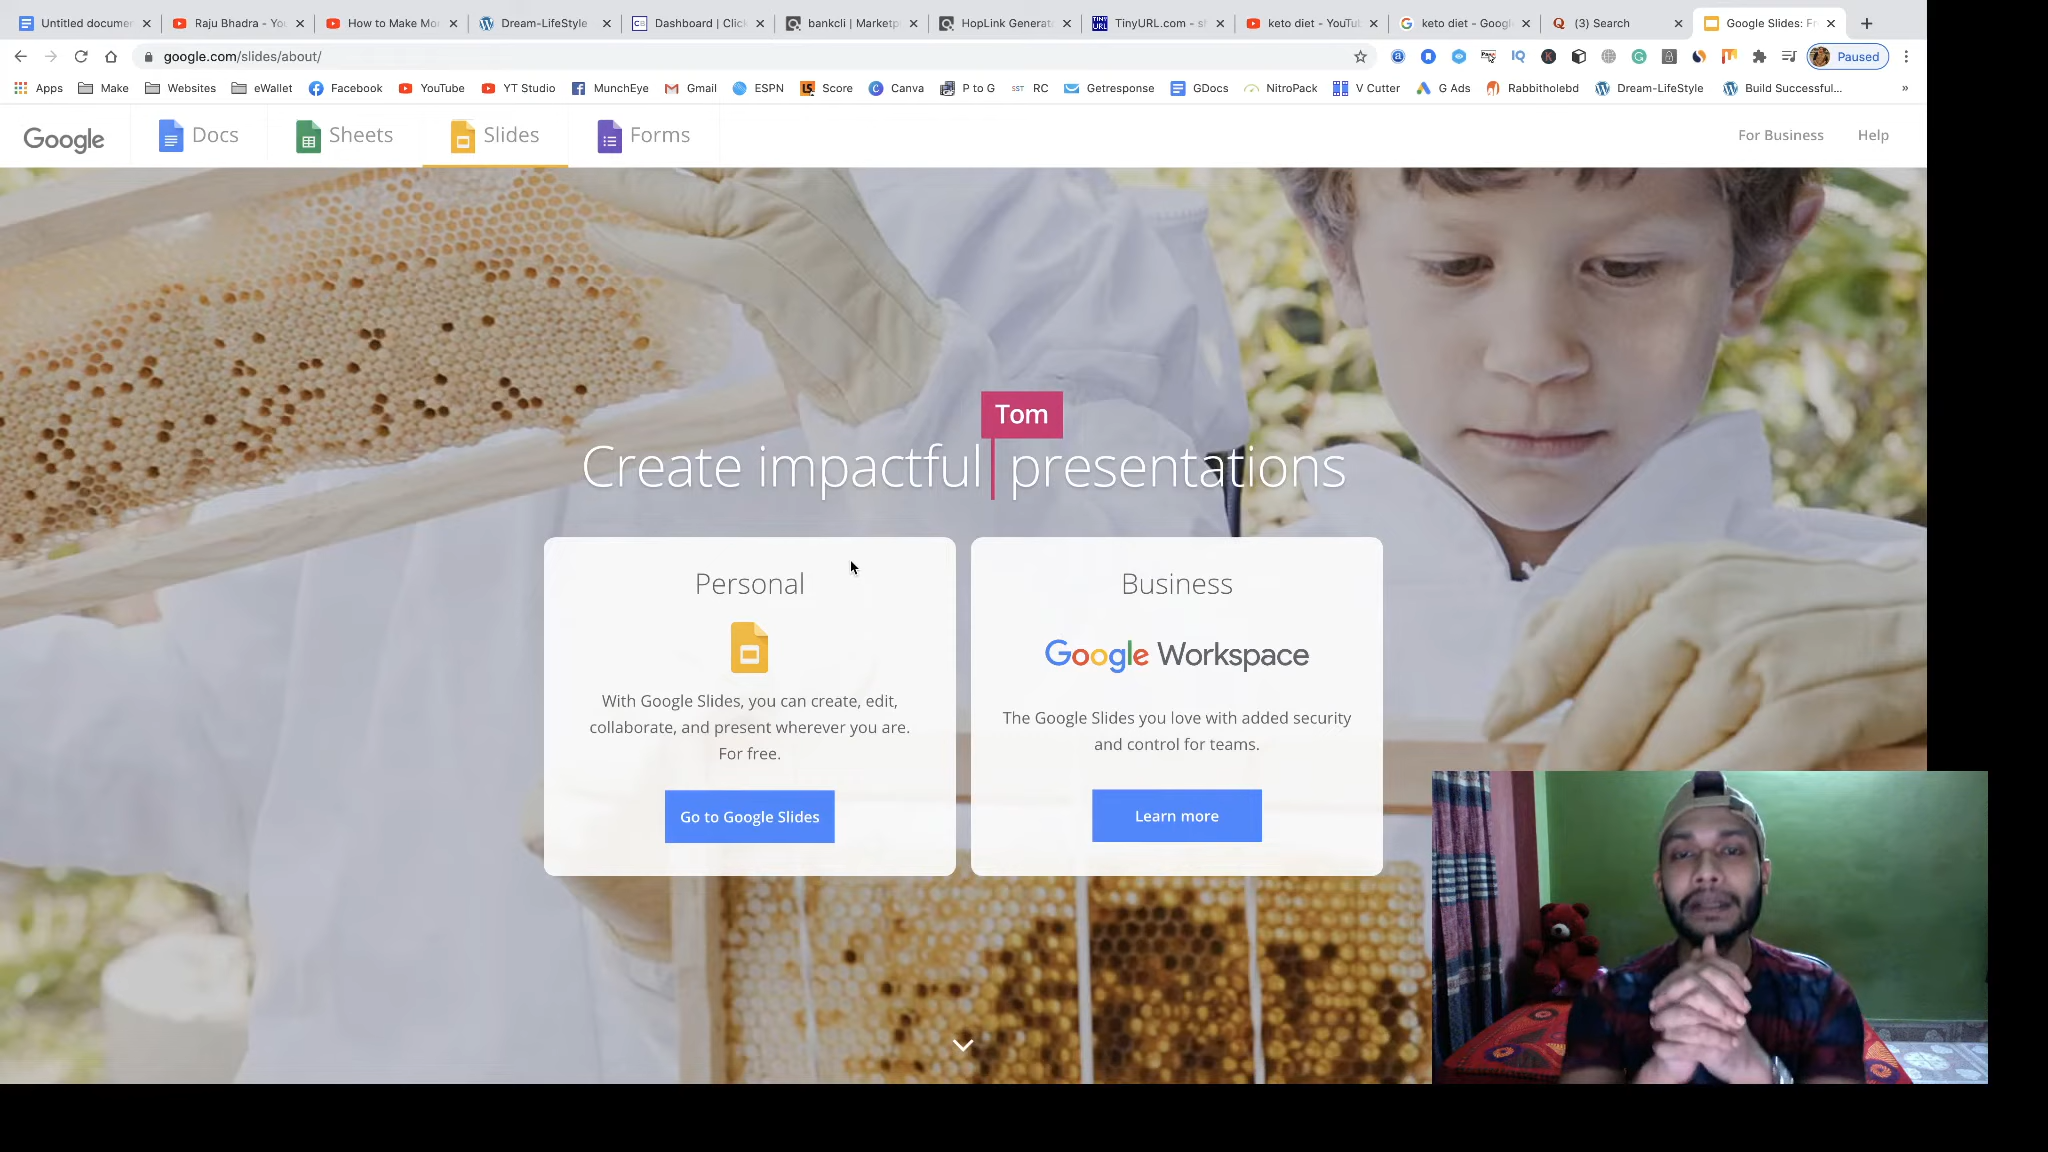 Untitled documen
Raju Bhadra - You
How to Make Mo
Dream-LifeStyle
Dashboard | Click
bankcli | Marketp
HopLink Generat
TinyURL.com - sh
keto diet - YouTu
keto diet - Googl
(3) Search
Google Slides: Fr
google.com/slides/about/
Paused
Apps
Make
Websites
eWallet
Facebook
YouTube
YT Studio
MunchEye
Gmail
ESPN
Score
Canva
P to G
RC
Getresponse
GDocs
NitroPack
V Cutter
G Ads
Rabbitholebd
Dream-LifeStyle
Build Successful...
Google
Docs
Sheets
Slides
Forms
For Business
Help
Tom
Create impactful presentations
Personal
With Google Slides, you can create, edit,
collaborate, and present wherever you are.
For free.
Go to Google Slides
Business
Google Workspace
The Google Slides you love with added security
and control for teams.
Learn more